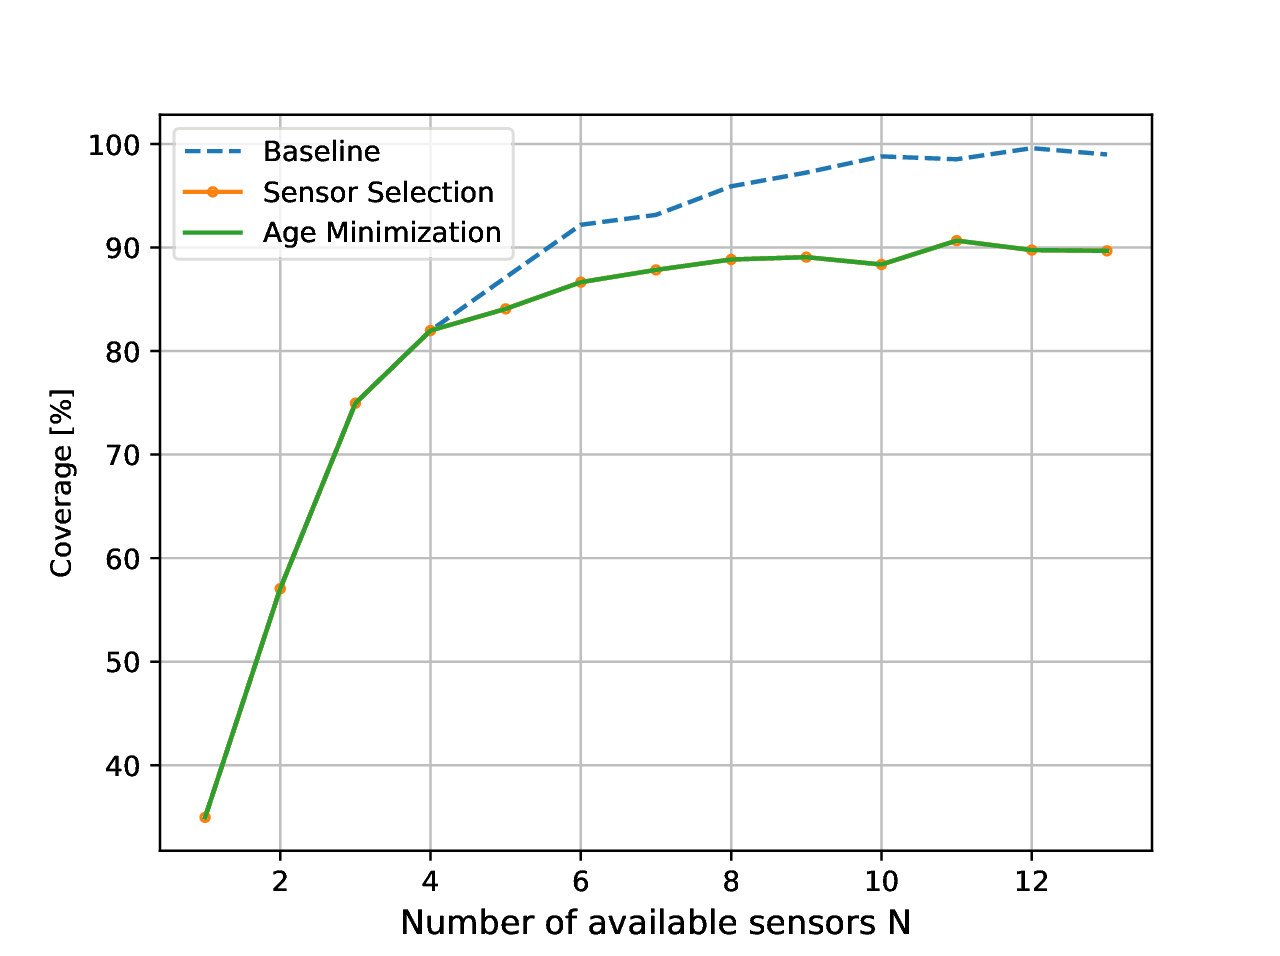 Baseline
Sensor Selection
Age Minimization
100
90
80
70
60
50
40
Coverage [%]
2 4 6 8 10 12
Number of available sensors N